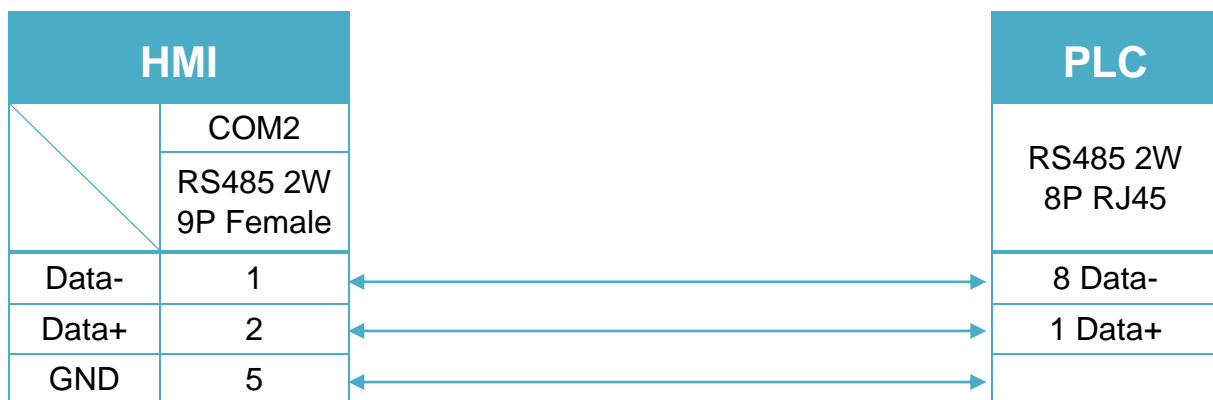 HMI
PLC
COM2
RS485 2W
9P Female
RS485 2W
8P RJ45
Data-
1
8 Data-
Data+
2
1 Data+
GND
5